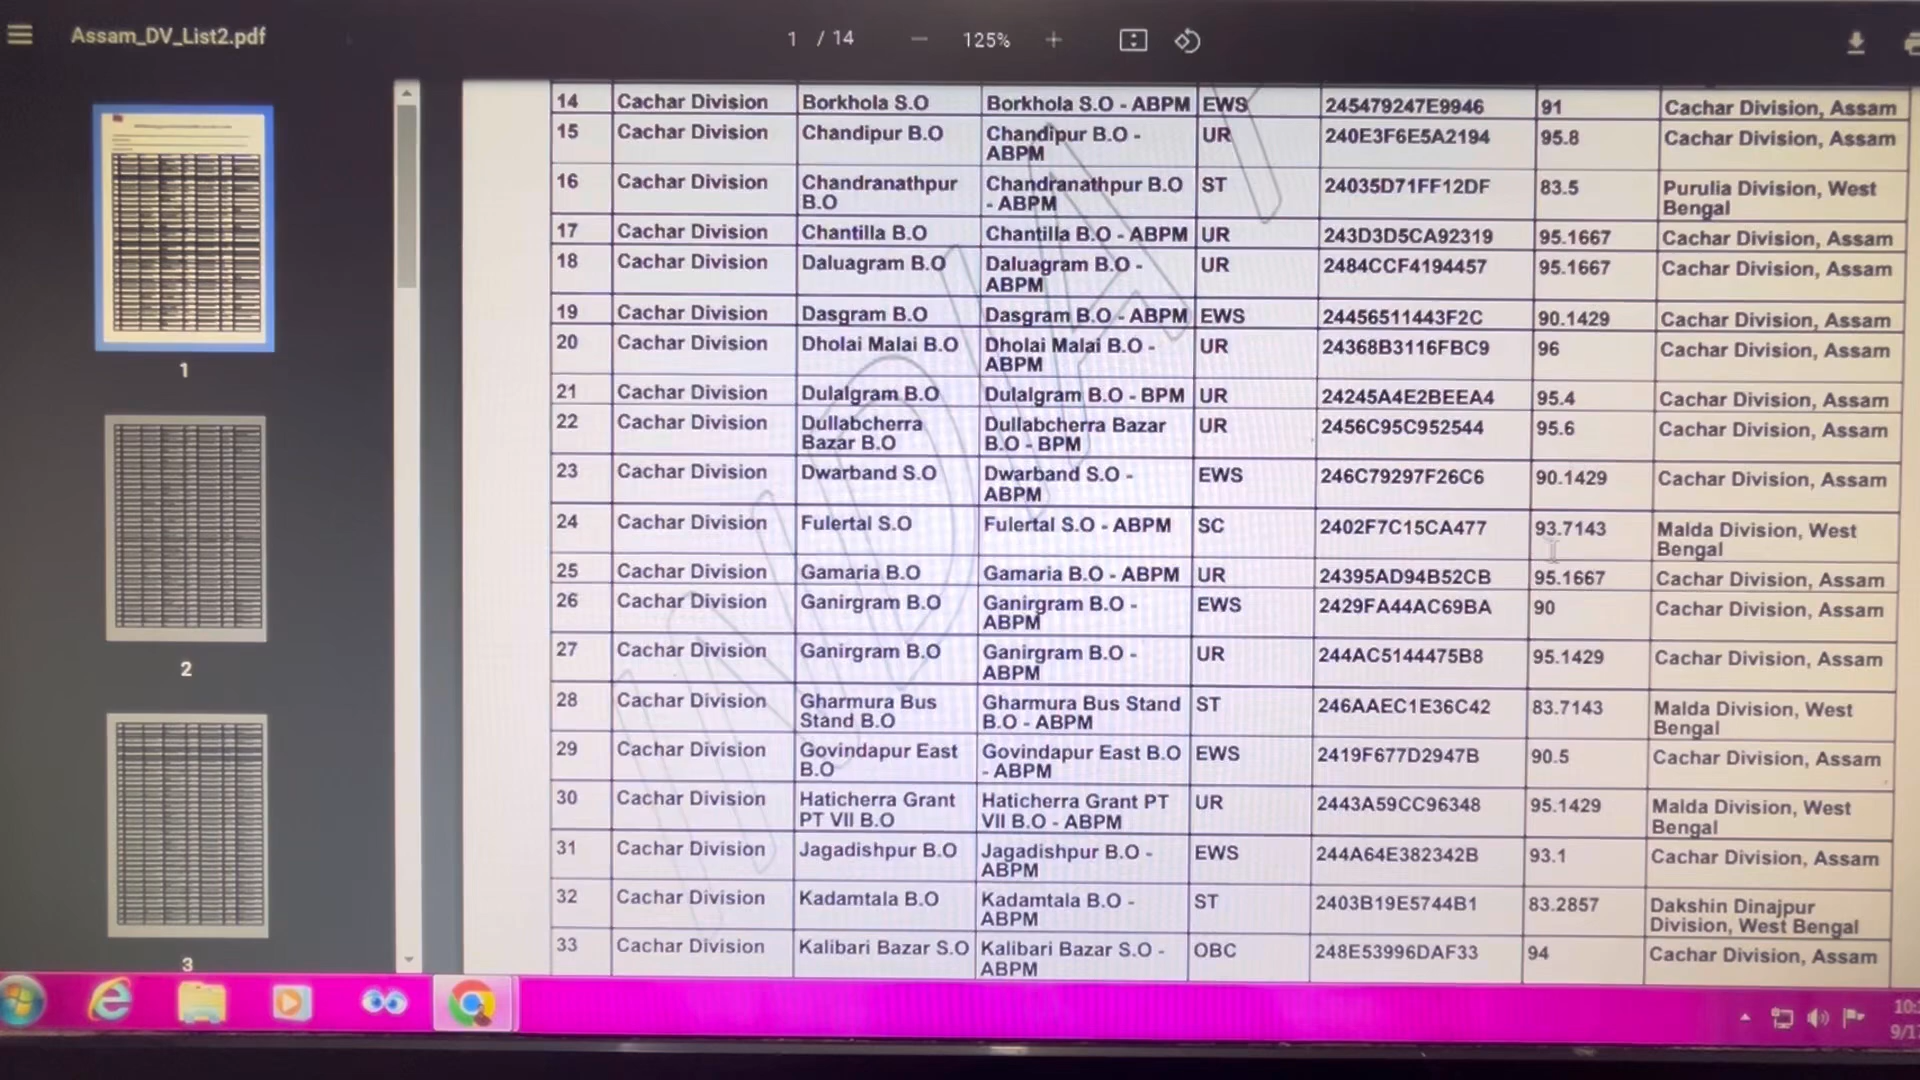 Assam_DV_List2.pdf
1 / 14
125%
14 Cachar Division Borkhola S.O Borkhola S.O - ABPM EWS 245479247E9946 91 Cachar Division, Assam
15 Cachar Division Chandipur B.O Chandipur B.O - UR 240E3F6E5A2194 95.8 Cachar Division, Assam
ABPM
16 Cachar Division Chandranathpur Chandranathpur B.O ST 24035D71FF12DF 83.5 Purulia Division, West
B.O - ABPM Bengal
17 Cachar Division Chantilla B.O Chantilla B.O - ABPM UR 243D3D5CA92319 95.1667 Cachar Division, Assam
18 Cachar Division Daluagram B.O Daluagram B.O - UR 2484CCF4194457 95.1667 Cachar Division, Assam
ABPM
19 Cachar Division Dasgram B.O Dasgram B.O - ABPM EWS 24456511443F2C 90.1429 Cachar Division, Assam
20 Cachar Division Dholai Malai B.O Dholai Malai B.O - UR 24368B3116FBC9 96 Cachar Division, Assam
ABPM
21 Cachar Division Dulalgram B.O Dulalgram B.O - BPM UR 24245A4E2BEEA4 95.4 Cachar Division, Assam
22 Cachar Division Dullabcherra Dullabcherra Bazar UR 2456C95C952544 95.6 Cachar Division, Assam
Bazar B.O B.O - BPM
23 Cachar Division Dwarband S.O Dwarband S.O - EWS 246C79297F26C6 90.1429 Cachar Division, Assam
ABPM
24 Cachar Division Fulertal S.O Fulertal S.O - ABPM SC 2402F7C15CA477 93.7143 Malda Division, West
Bengal
25 Cachar Division Gamaria B.O Gamaria B.O - ABPM UR 24395AD94B52CB 95.1667 Cachar Division, Assam
26 Cachar Division Ganirgram B.O Ganirgram B.O - EWS 2429FA44AC69BA 90 Cachar Division, Assam
ABPM
27 Cachar Division Ganirgram B.O Ganirgram B.O - UR 244AC5144475B8 95.1429 Cachar Division, Assam
ABPM
28 Cachar Division Gharmura Bus Gharmura Bus Stand ST 246AAEC1E36C42 83.7143 Malda Division, West
Stand B.O B.O - ABPM Bengal
29 Cachar Division Govindapur East Govindapur East B.O EWS 2419F677D2947B 90.5 Cachar Division, Assam
B.O - ABPM
30 Cachar Division Haticherra Grant Haticherra Grant PT UR 2443A59CC96348 95.1429 Malda Division, West
PT VII B.O VII B.O - ABPM Bengal
31 Cachar Division Jagadishpur B.O Jagadishpur B.O - EWS 244A64E382342B 93.1 Cachar Division, Assam
ABPM
32 Cachar Division Kadamtala B.O Kadamtala B.O - ST 2403B19E5744B1 83.2857 Dakshin Dinajpur
ABPM Division, West Bengal
33 Cachar Division Kalibari Bazar S.O Kalibari Bazar S.O - OBC 248E53996DAF33 94 Cachar Division, Assam
ABPM
1
2
3